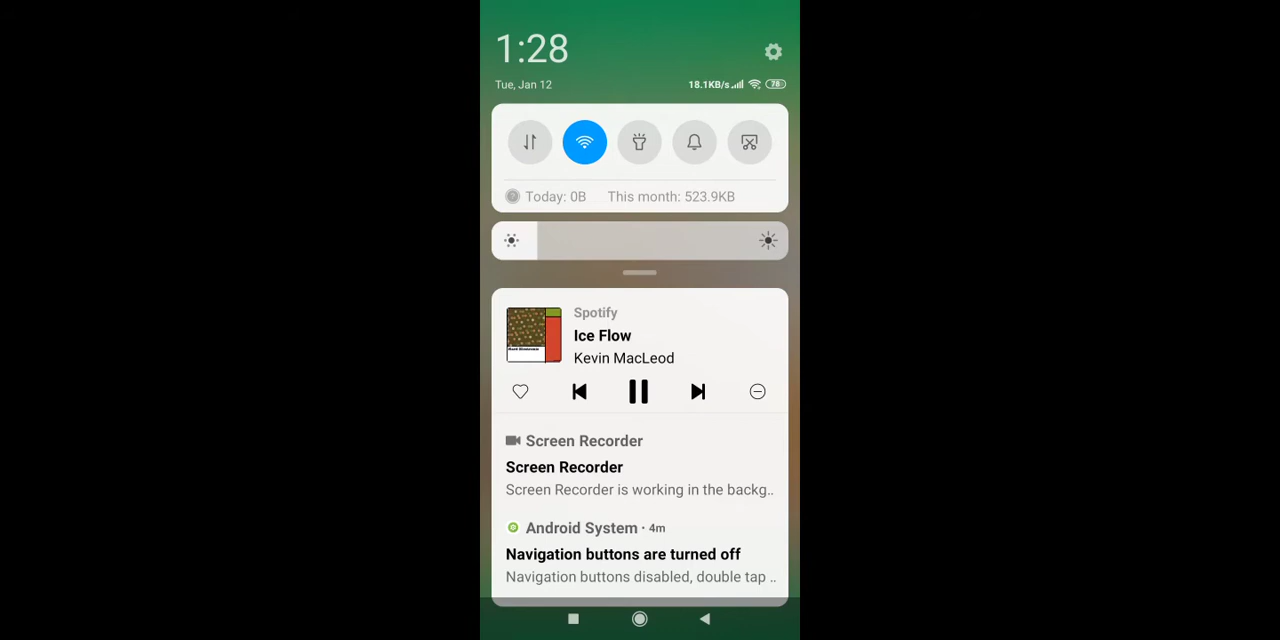 1:28
Tue, Jan 12
18.1KB/s 78
Today: 0B This month: 523.9KB
Spotify
Ice Flow
Kevin MacLeod
Screen Recorder
Screen Recorder
Screen Recorder is working in the backg..
Android System · 4m
Navigation buttons are turned off
Navigation buttons disabled, double tap ..